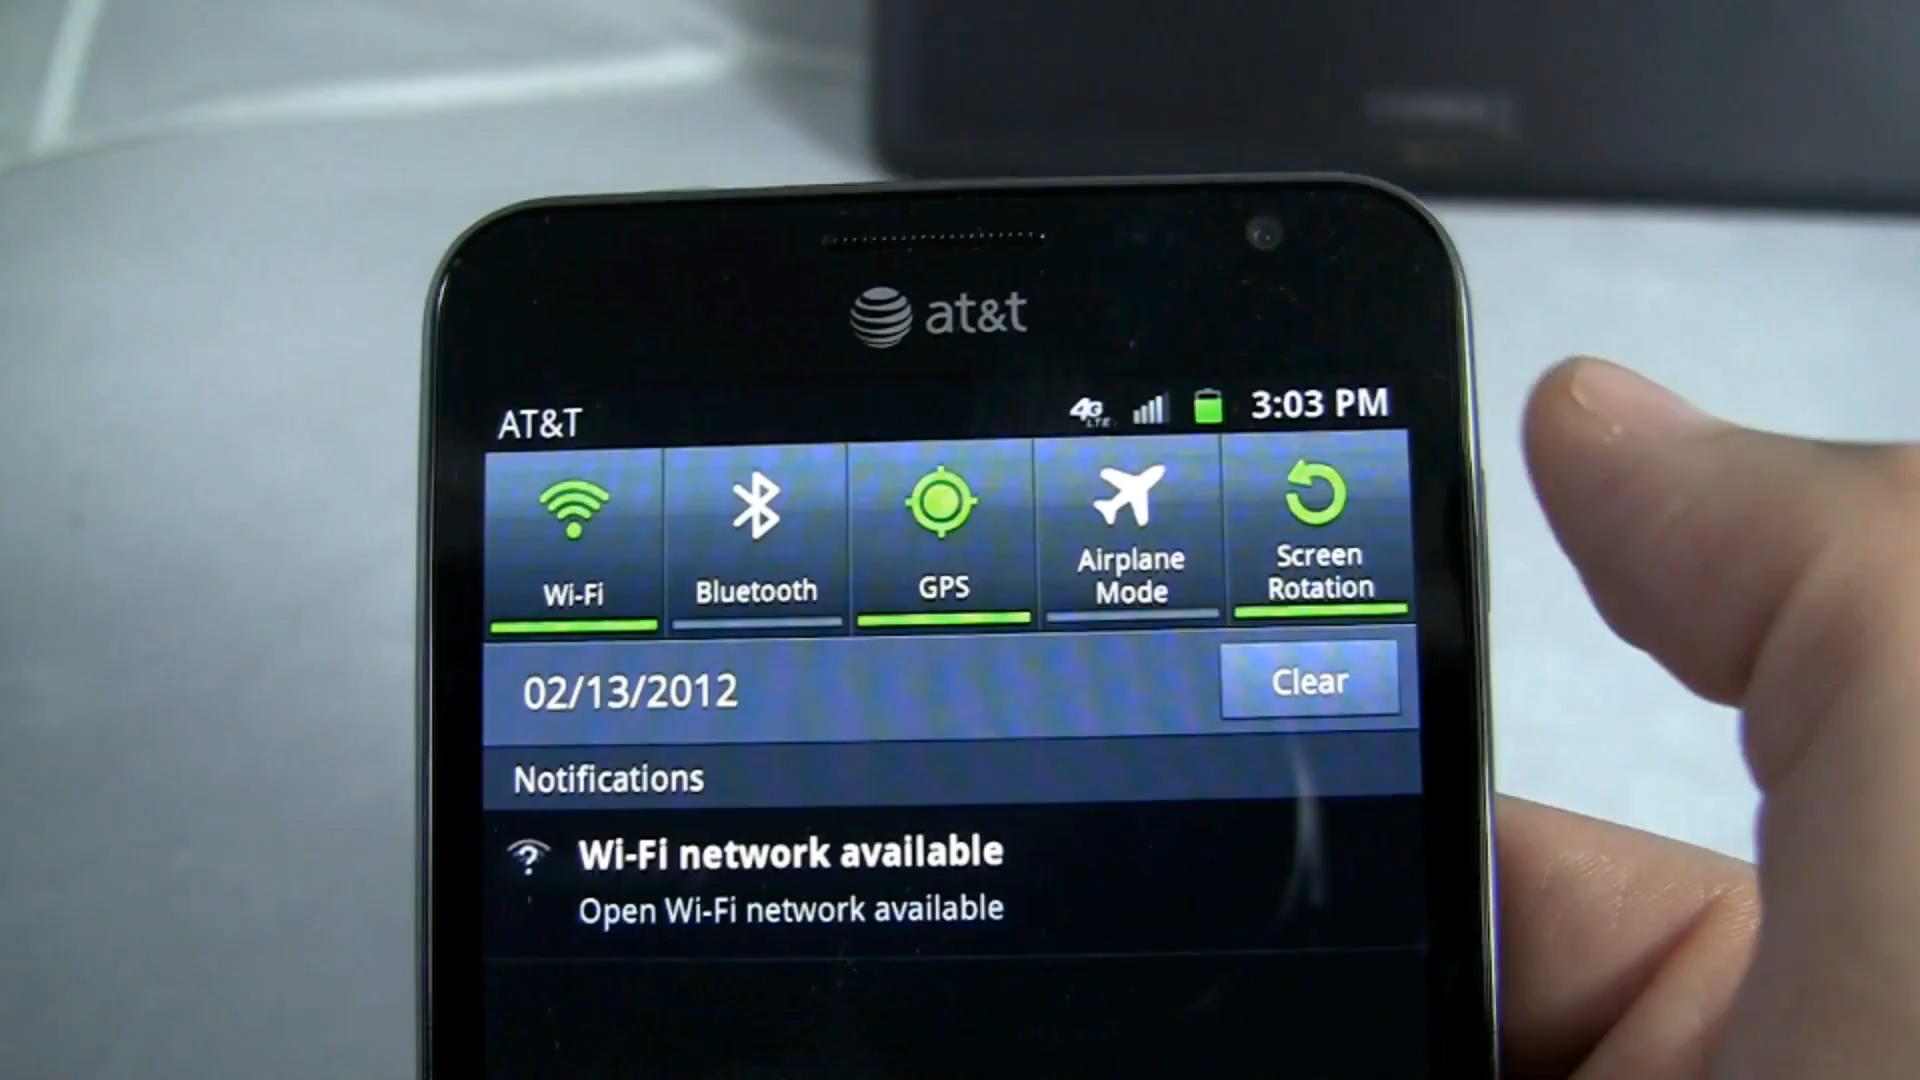 at&t
AT&T 4G LTE 3:03 PM
Wi-Fi Bluetooth GPS Airplane Mode Screen Rotation
02/13/2012 Clear
Notifications
Wi-Fi network available
Open Wi-Fi network available